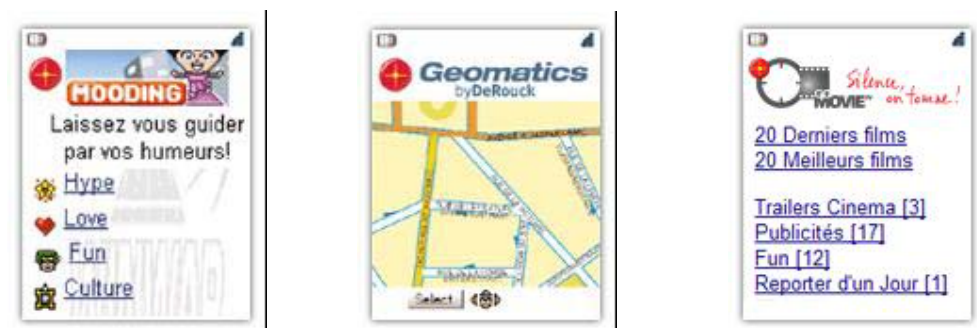 MOODING
Laissez vous guider
par vos humeurs!
Hype
Love
Fun
Culture
Geomatics
byDeRouck
Select
MOVIE
Silence,
on tourne!
20 Derniers films
20 Meilleurs films
Trailers Cinema [3]
Publicités [17]
Fun [12]
Reporter d'un Jour [1]